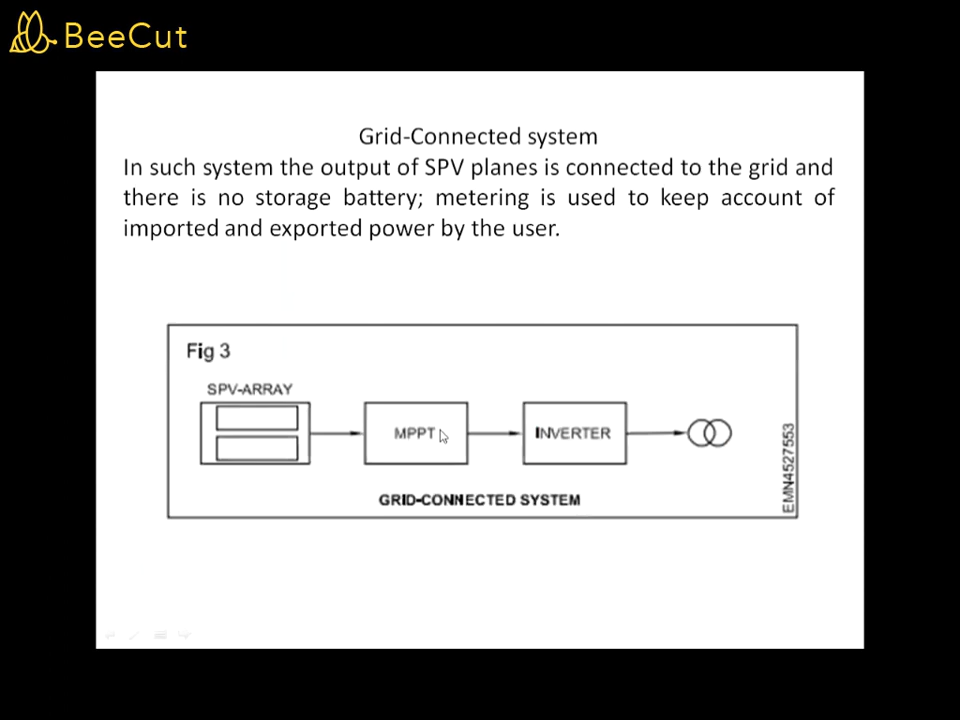 BeeCut
Grid-Connected system
In such system the output of SPV planes is connected to the grid and
there is no storage battery; metering is used to keep account of
imported and exported power by the user.
Fig 3
SPV-ARRAY
MPPT
INVERTER
GRID-CONNECTED SYSTEM
EMN4527553